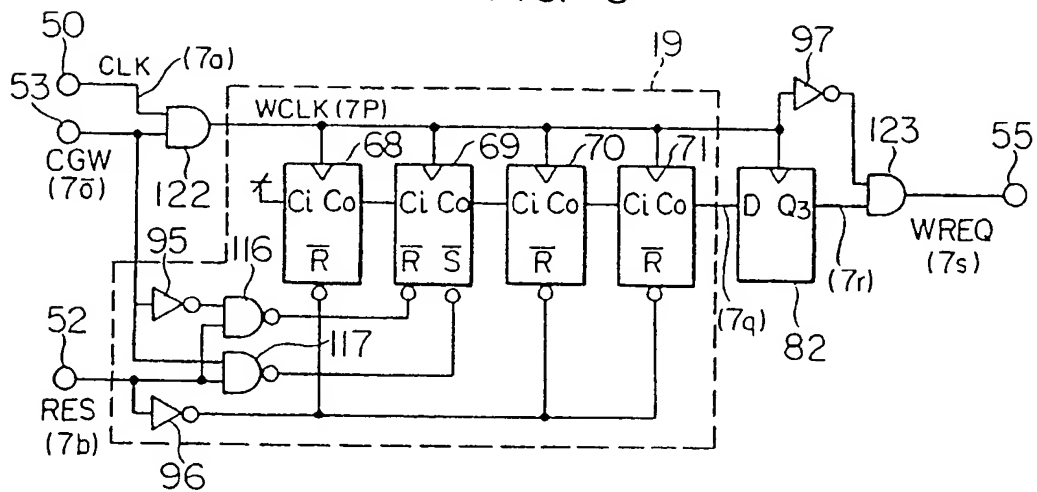 50
CLK
(7a)
53
CGW
(7o̅)
122
WCLK (7P)
19
97
123
55
68
69
70
71
Ci Co
R̅
Ci Co
R̅ S̅
Ci Co
R̅
Ci Co
R̅
D Q3
WREQ
(7s)
(7r)
(7q)
82
95
116
117
52
RES
(7b)
96